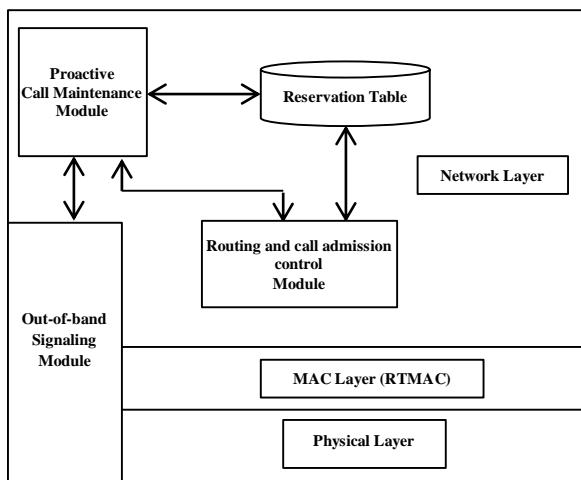 Proactive
Call Maintenance
Module
Reservation Table
Network Layer
Routing and call admission
control
Module
Out-of-band
Signaling
Module
MAC Layer (RTMAC)
Physical Layer